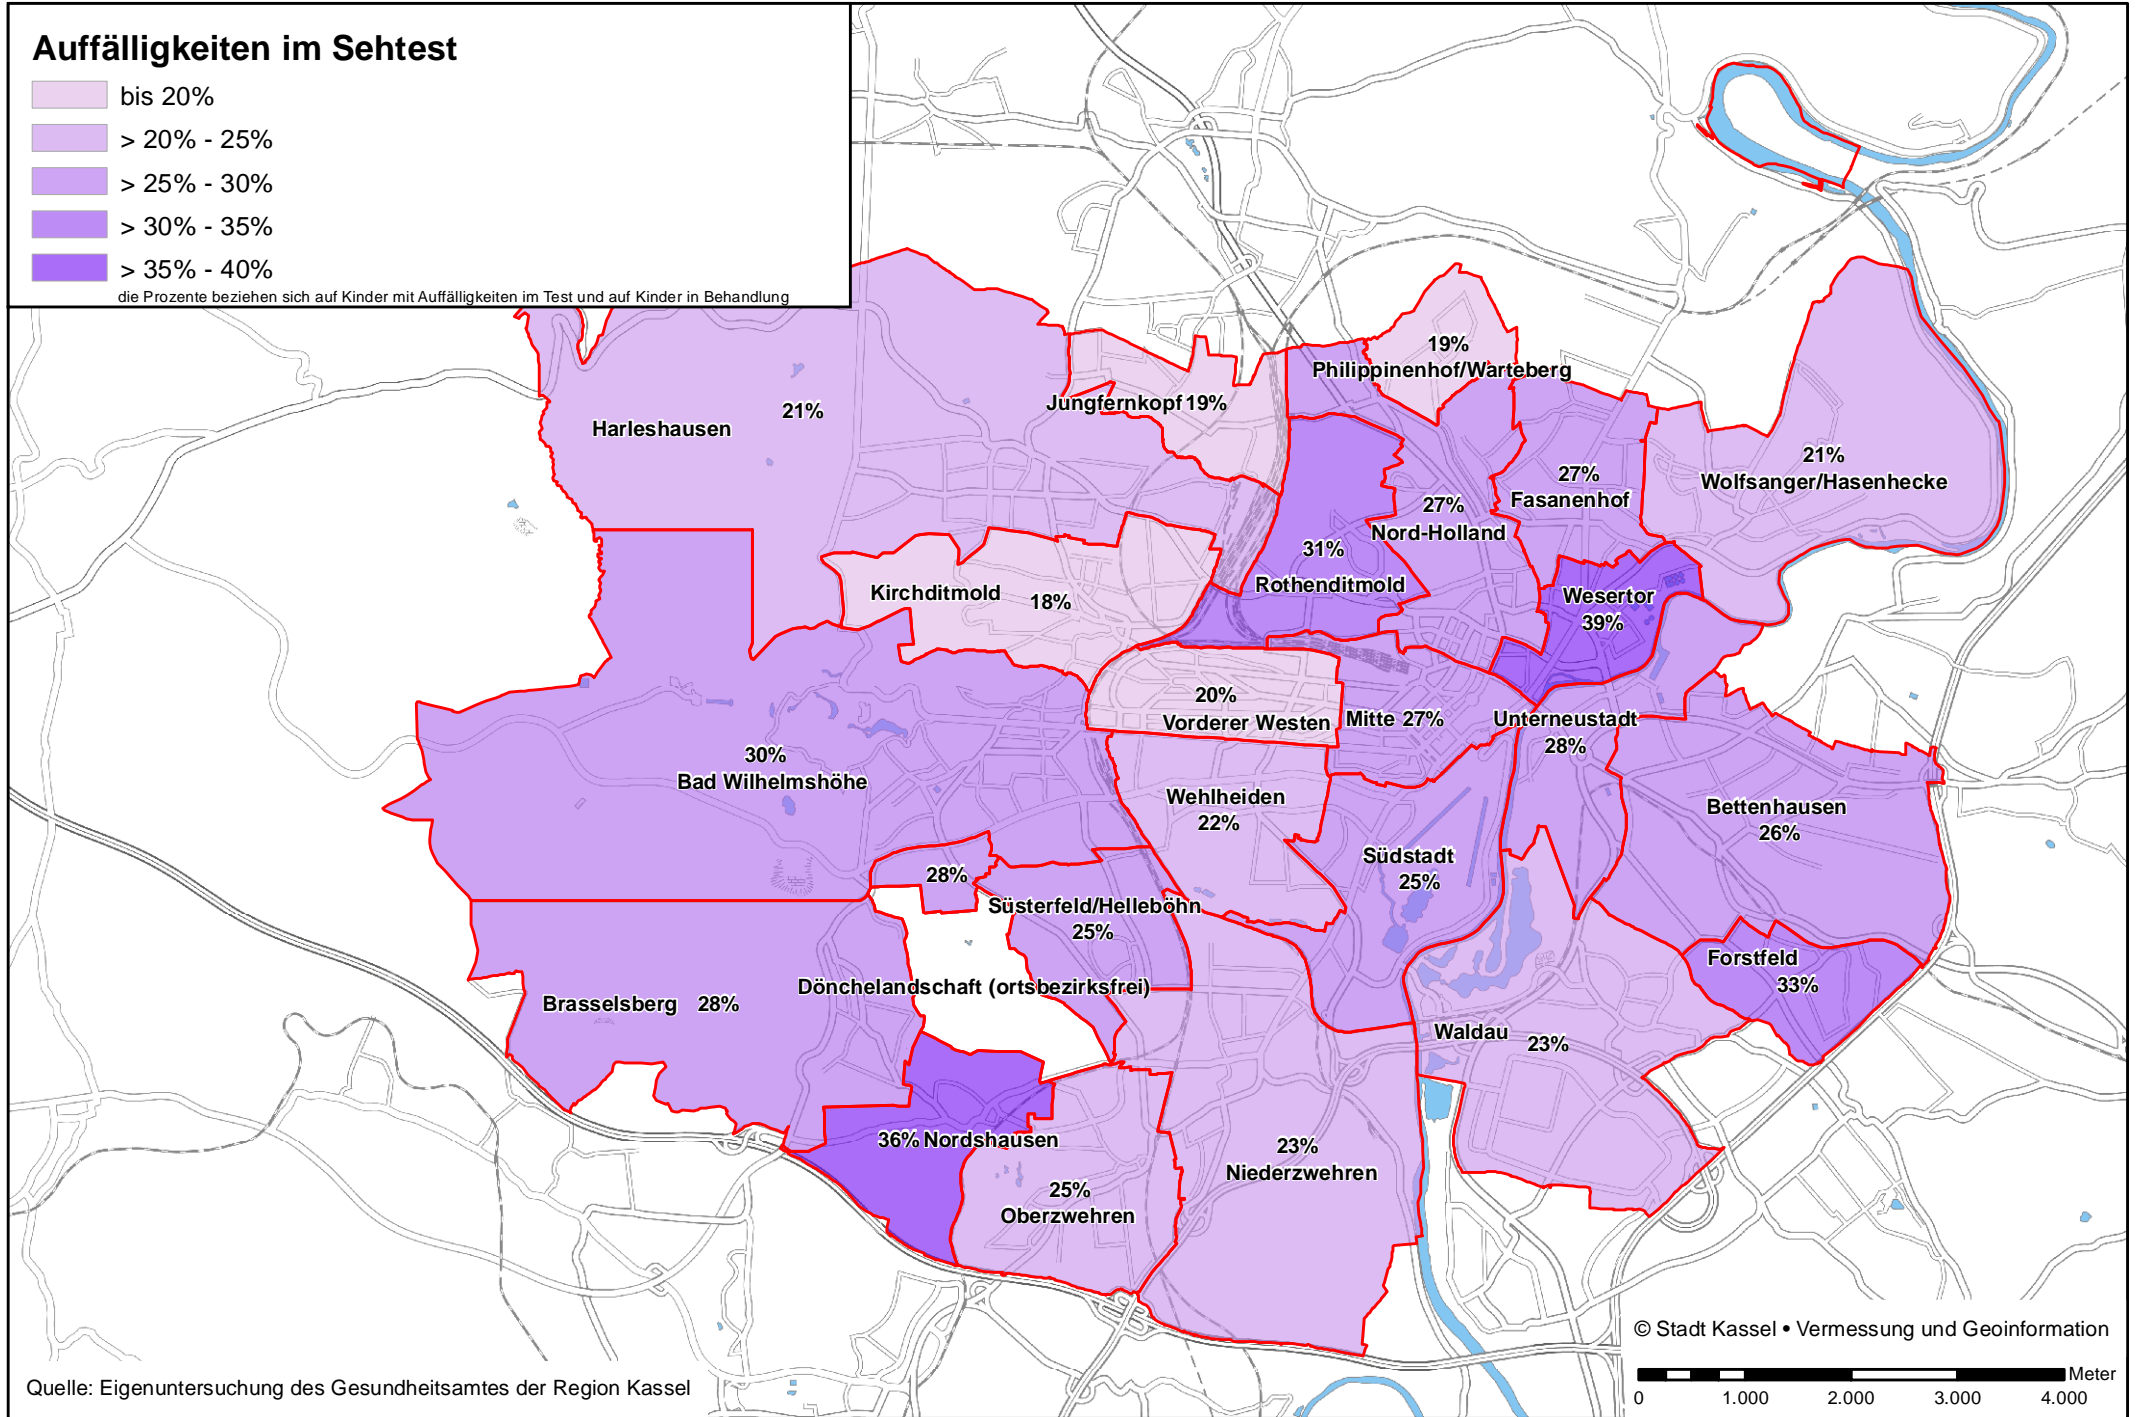 Auffälligkeiten im Sehtest
bis 20%
> 20% - 25%
> 25% - 30%
> 30% - 35%
> 35% - 40%
die Prozente beziehen sich auf Kinder mit Auffälligkeiten im Test und auf Kinder in Behandlung
19%
Philippinenhof/Warteberg
Jungfernkopf 19%
21%
Harleshausen
21%
Wolfsanger/Hasenhecke
27%
Fasanenhof
27%
Nord-Holland
31%
Rothenditmold
Kirchditmold 18%
Wesertor
39%
20%
Vorderer Westen
Mitte 27%
Unterneustadt
28%
30%
Bad Wilhelmshöhe
Wehlheiden
22%
Bettenhausen
26%
Südstadt
25%
28%
Süsterfeld/Helleböhn
25%
Forstfeld
33%
Dönchelandschaft (ortsbezirksfrei)
Brasselsberg 28%
Waldau 23%
36% Nordshausen
23%
Niederzwehren
25%
Oberzwehren
© Stadt Kassel • Vermessung und Geoinformation
Meter
0 1.000 2.000 3.000 4.000
Quelle: Eigenuntersuchung des Gesundheitsamtes der Region Kassel